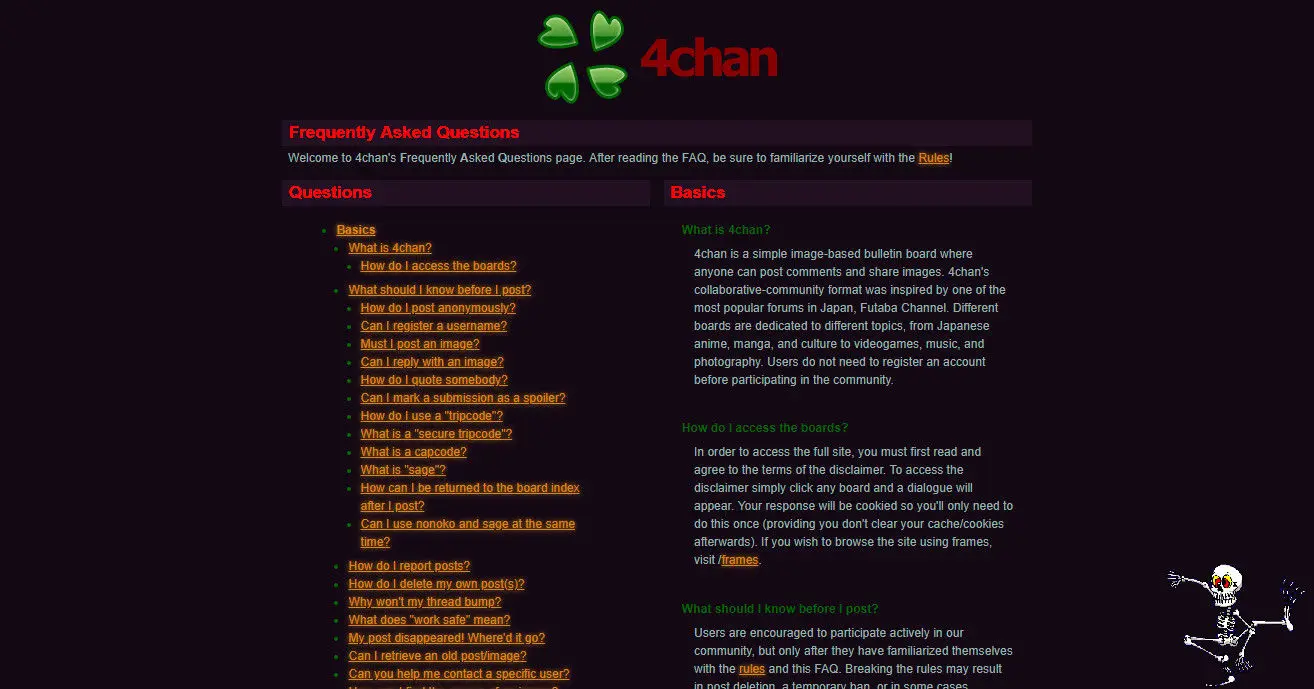 4chan
Frequently Asked Questions
Welcome to 4chan's Frequently Asked Questions page. After reading the FAQ, be sure to familiarize yourself with the Rules!
Questions
Basics
What is 4chan?
How do I access the boards?
What should I know before I post?
How do I post anonymously?
Can I register a username?
Must I post an image?
Can I reply with an image?
How do I quote somebody?
Can I mark a submission as a spoiler?
How do I use a "tripcode"?
What is a "secure tripcode"?
What is a capcode?
What is "sage"?
How can I be returned to the board index
after I post?
Can I use nonoko and sage at the same
time?
How do I report posts?
How do I delete my own post(s)?
Why won't my thread bump?
What does "work safe" mean?
My post disappeared! Where'd it go?
Can I retrieve an old post/image?
Can you help me contact a specific user?
Basics
What is 4chan?
4chan is a simple image-based bulletin board where
anyone can post comments and share images. 4chan's
collaborative-community format was inspired by one of the
most popular forums in Japan, Futaba Channel. Different
boards are dedicated to different topics, from Japanese
anime, manga, and culture to videogames, music, and
photography. Users do not need to register an account
before participating in the community.
How do I access the boards?
In order to access the full site, you must first read and
agree to the terms of the disclaimer. To access the
disclaimer simply click any board and a dialogue will
appear. Your response will be cookied so you'll only need to
do this once (providing you don't clear your cache/cookies
afterwards). If you wish to browse the site using frames,
visit /frames.
What should I know before I post?
Users are encouraged to participate actively in our
community, but only after they have familiarized themselves
with the rules and this FAQ. Breaking the rules may result
in post deletion, a temporary ban, or in some cases